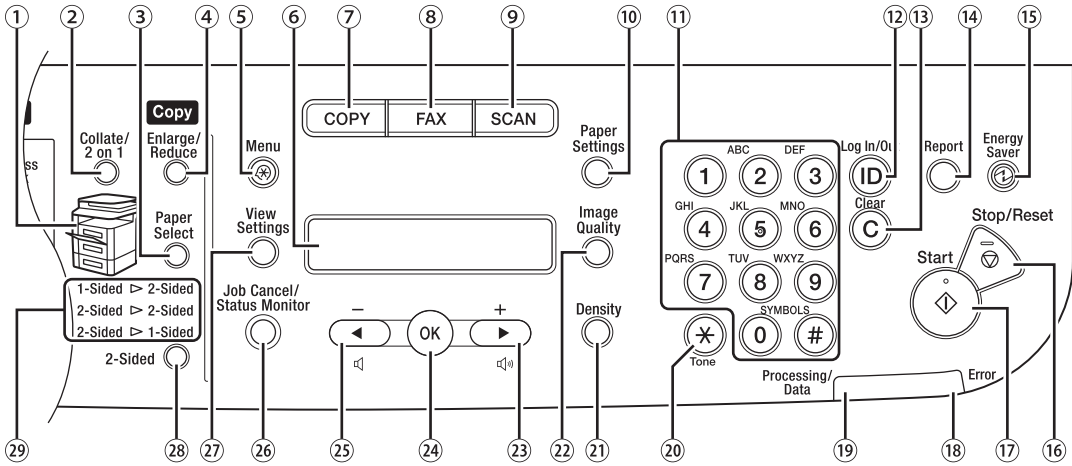 1 2 3 4 5 6 7 8 9 10 11 12 13 14 15
Copy
COPY FAX SCAN
Collate/
2 on 1
Enlarge/
Reduce
Menu
Paper
Settings
ABC DEF
1 2 3
Log In/Ou
ID
Report
Energy
Saver
ss
Paper
Select
View
Settings
Image
Quality
GHI JKL MNO
4 5 6
Clear
C
Stop/Reset
Start
PQRS TUV WXYZ
7 8 9
1-Sided ▷ 2-Sided
2-Sided ▷ 2-Sided
2-Sided ▷ 1-Sided
2-Sided
Job Cancel/
Status Monitor
− +
◀ OK ▶
Density
SYMBOLS
* 0 #
Tone
Processing/
Data
Error
16
29 28 27 26 25 24 23 22 21 20 19 18 17